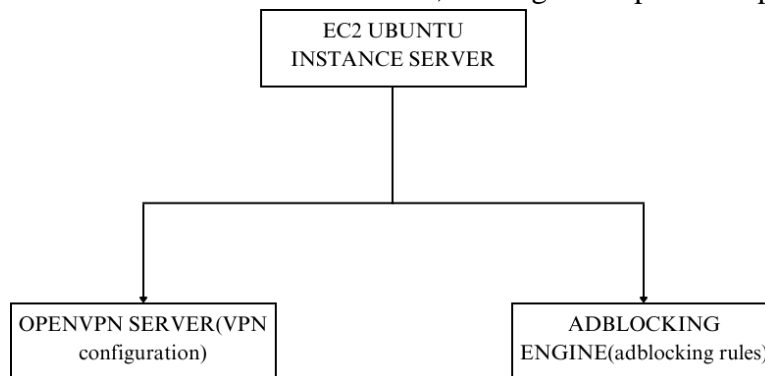 EC2 UBUNTU
INSTANCE SERVER
OPENVPN SERVER(VPN
configuration)
ADBLOCKING
ENGINE(adblocking rules)